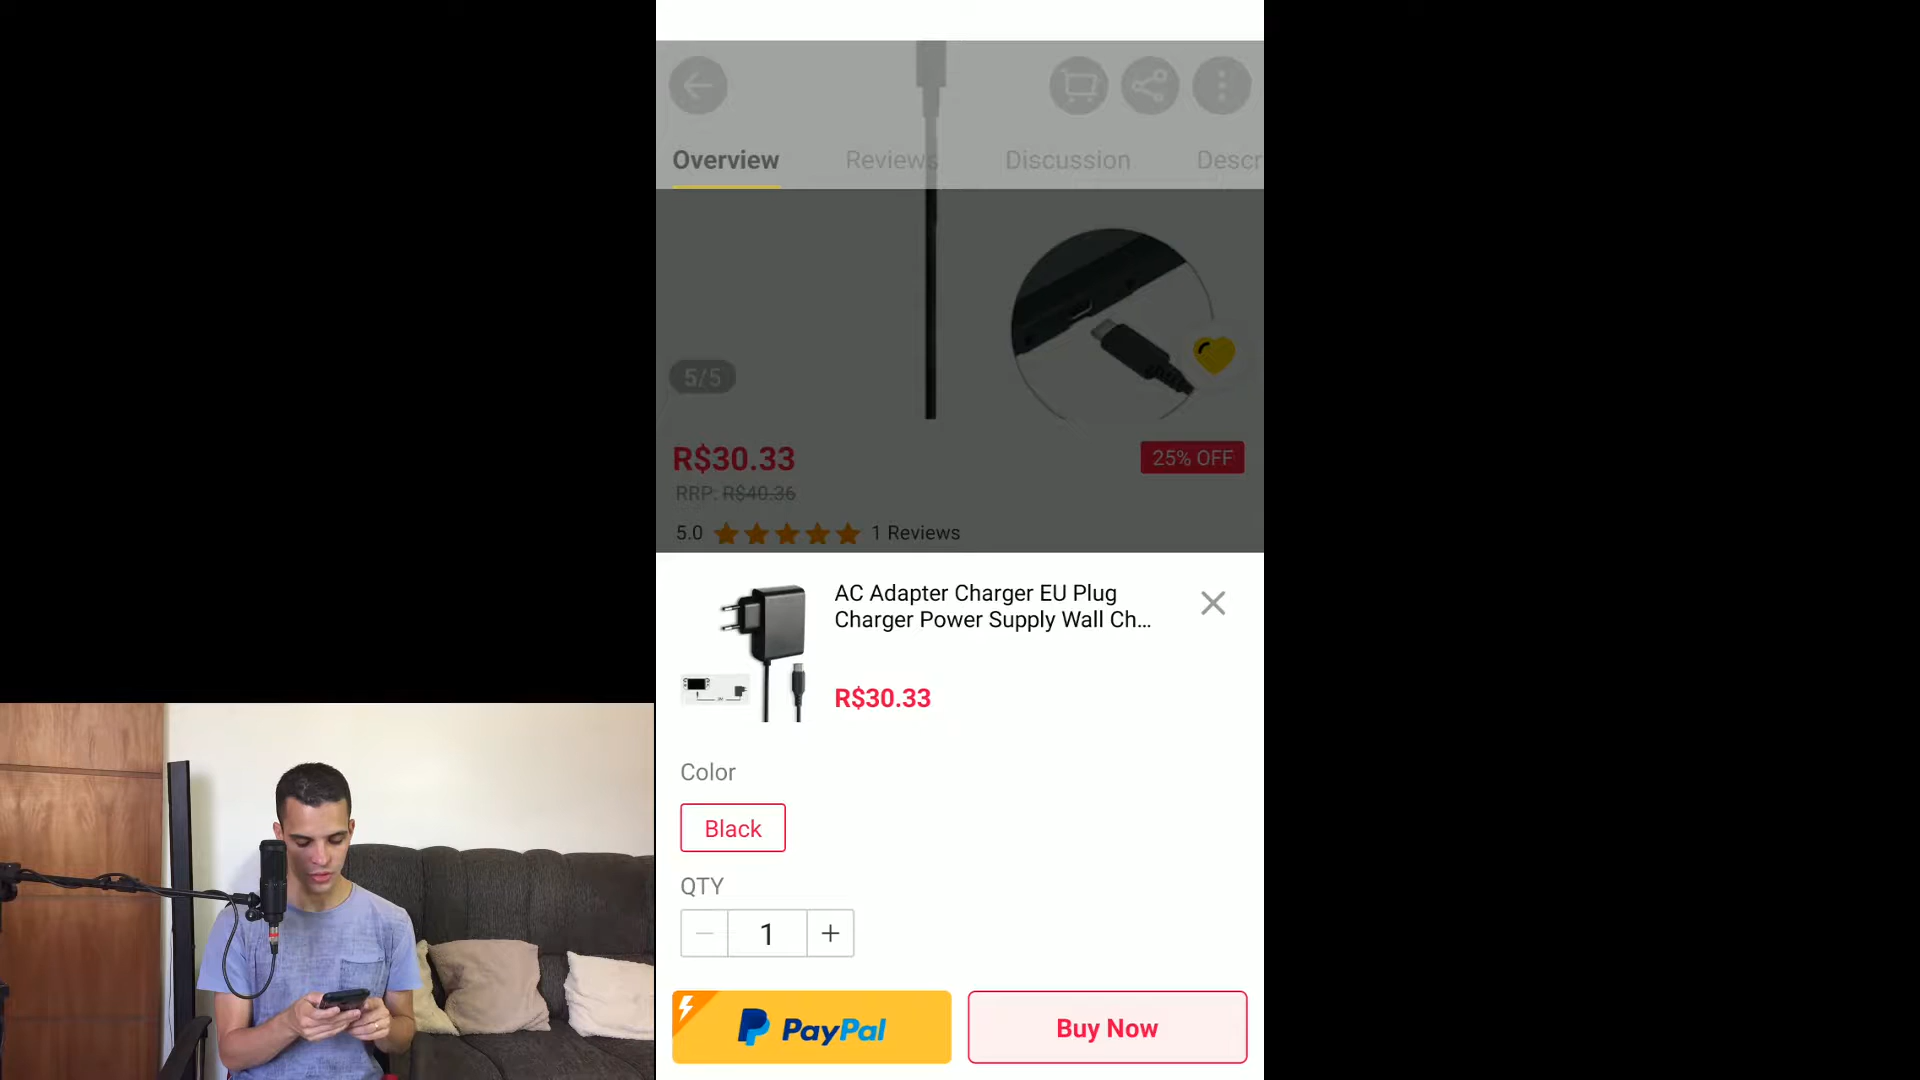 Overview
Reviews
Discussion
Descr
5/5
R$30.33
25% OFF
RRP: R$40.36
5.0
1 Reviews
AC Adapter Charger EU Plug
Charger Power Supply Wall Ch...
R$30.33
Color
Black
QTY
1
PayPal
Buy Now